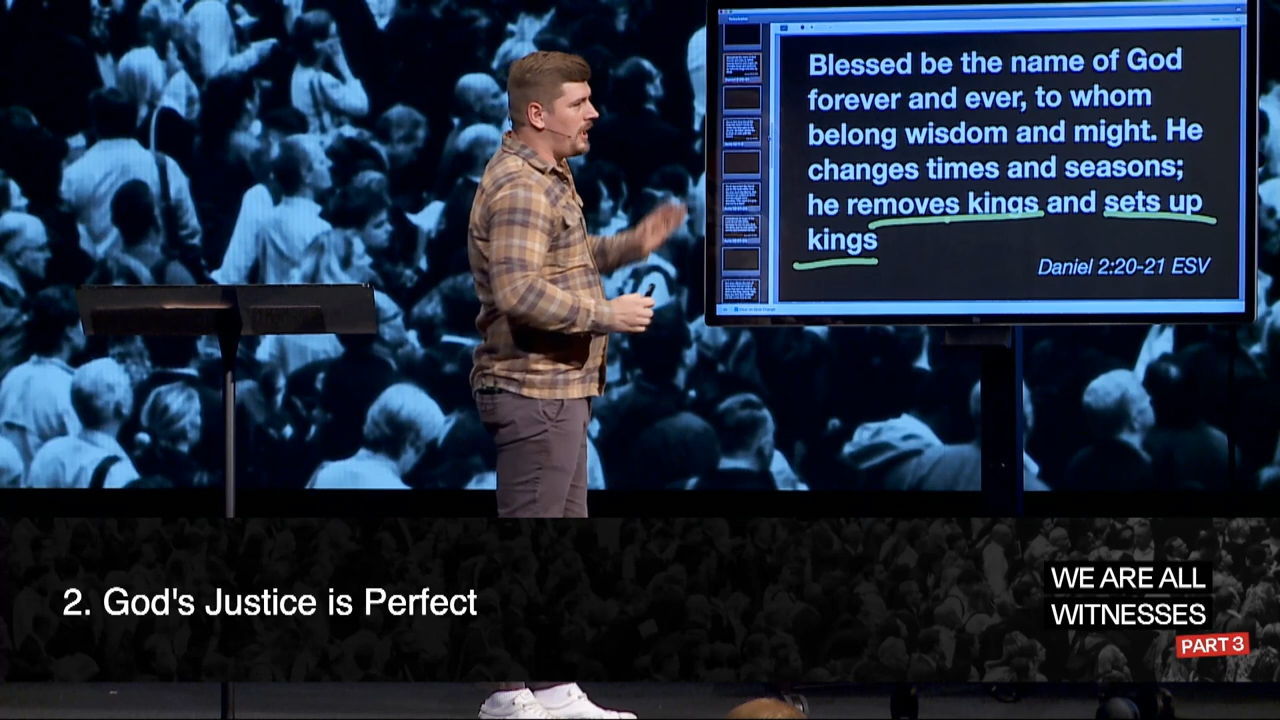 Blessed be the name of God
forever and ever, to whom
belong wisdom and might. He
changes times and seasons;
he removes kings and sets up
kings
Daniel 2:20-21 ESV
2. God's Justice is Perfect
WE ARE ALL
WITNESSES
PART 3